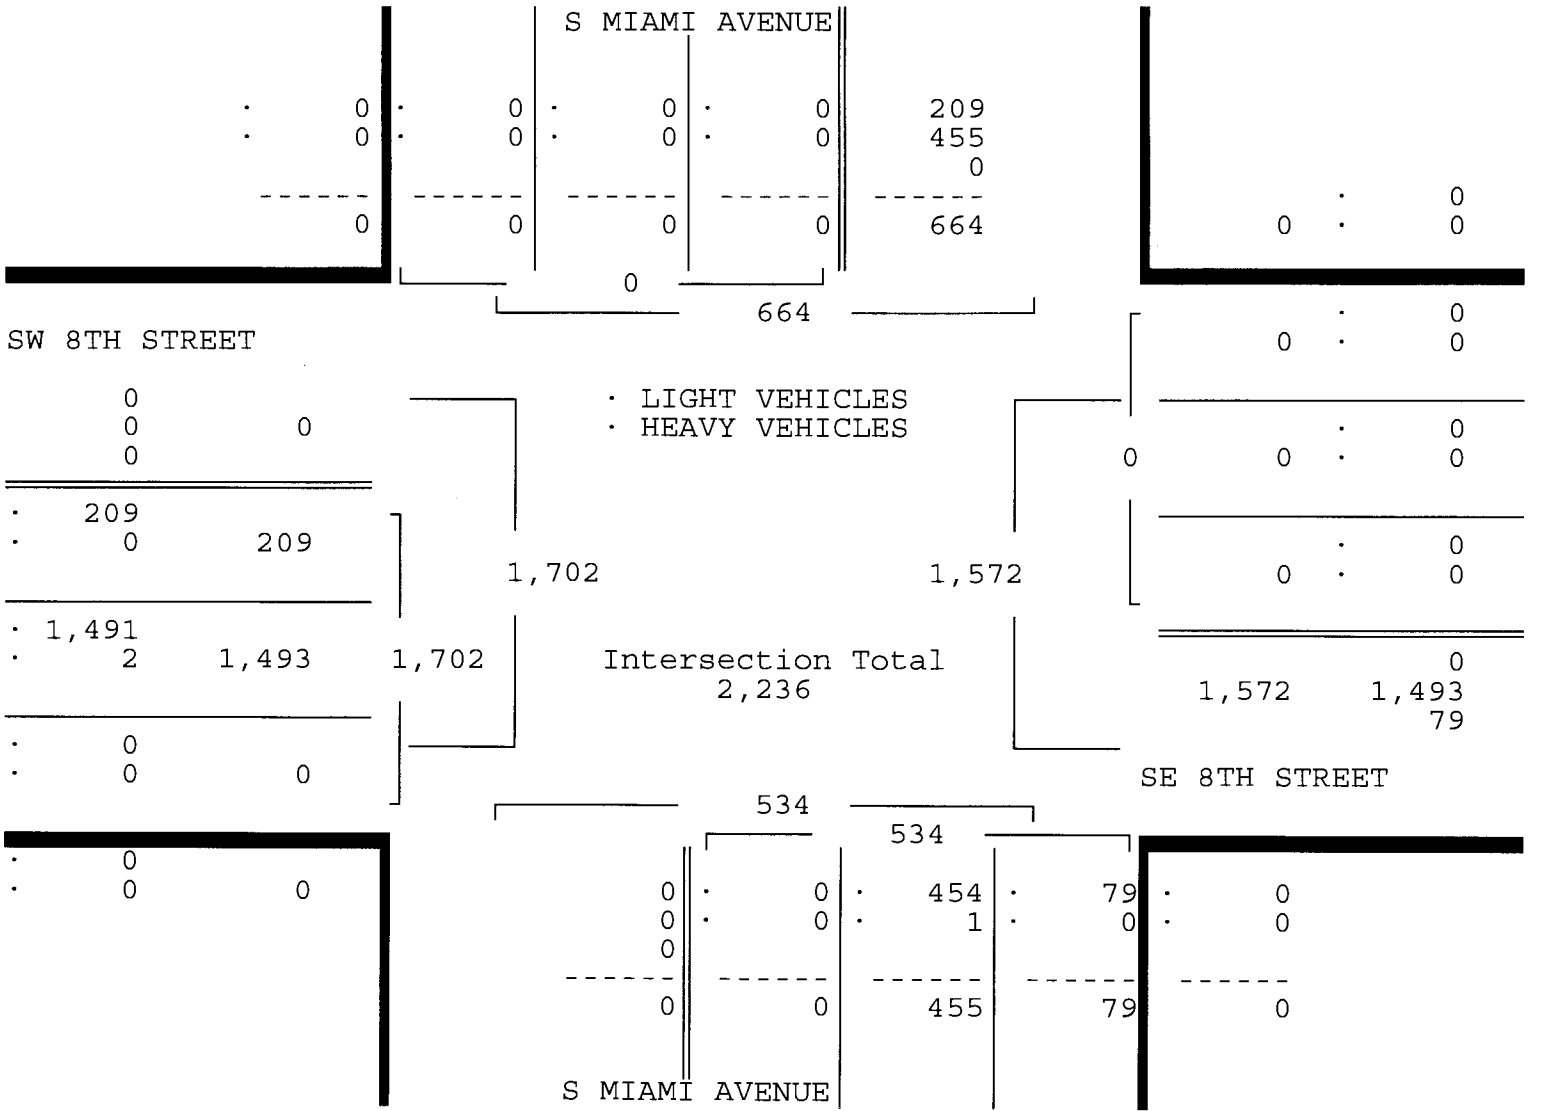 S MIAMI AVENUE
· 0 · 0 · 0 · 0 209
· 0 · 0 · 0 · 0 455
0
------ ------ ------ ------ ------
0 0 0 0 664
· 0
0 · 0
0
664
SW 8TH STREET
0
0 0
0
· 209
· 0 209
· 1,491
· 2 1,493 1,702
· 0
· 0 0
· 0
· 0 0
1,702
· LIGHT VEHICLES
· HEAVY VEHICLES
Intersection Total
2,236
1,572
· 0
0 · 0
· 0
0 0 · 0
· 0
0 · 0
0
1,572 1,493
79
SE 8TH STREET
534
534
0 · 0 · 454 · 79 · 0
0 · 0 · 1 · 0 · 0
0
------ ------ ------ ------ ------
0 0 455 79 0
S MIAMI AVENUE